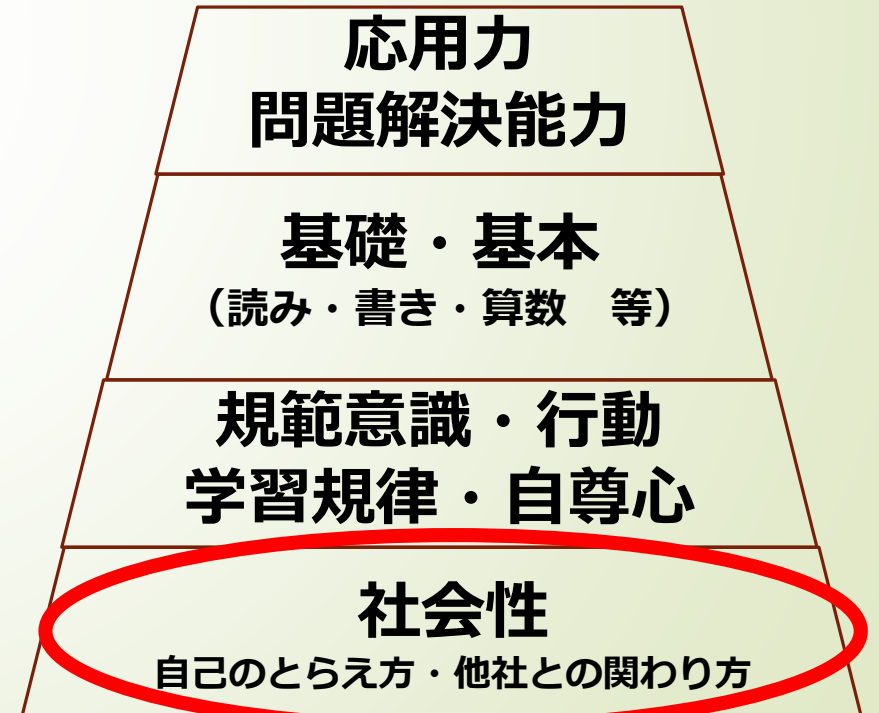 応用力
問題解決能力
基礎・基本
（読み・書き・算数　等）
規範意識・行動
学習規律・自尊心
社会性
自己のとらえ方・他社との関わり方